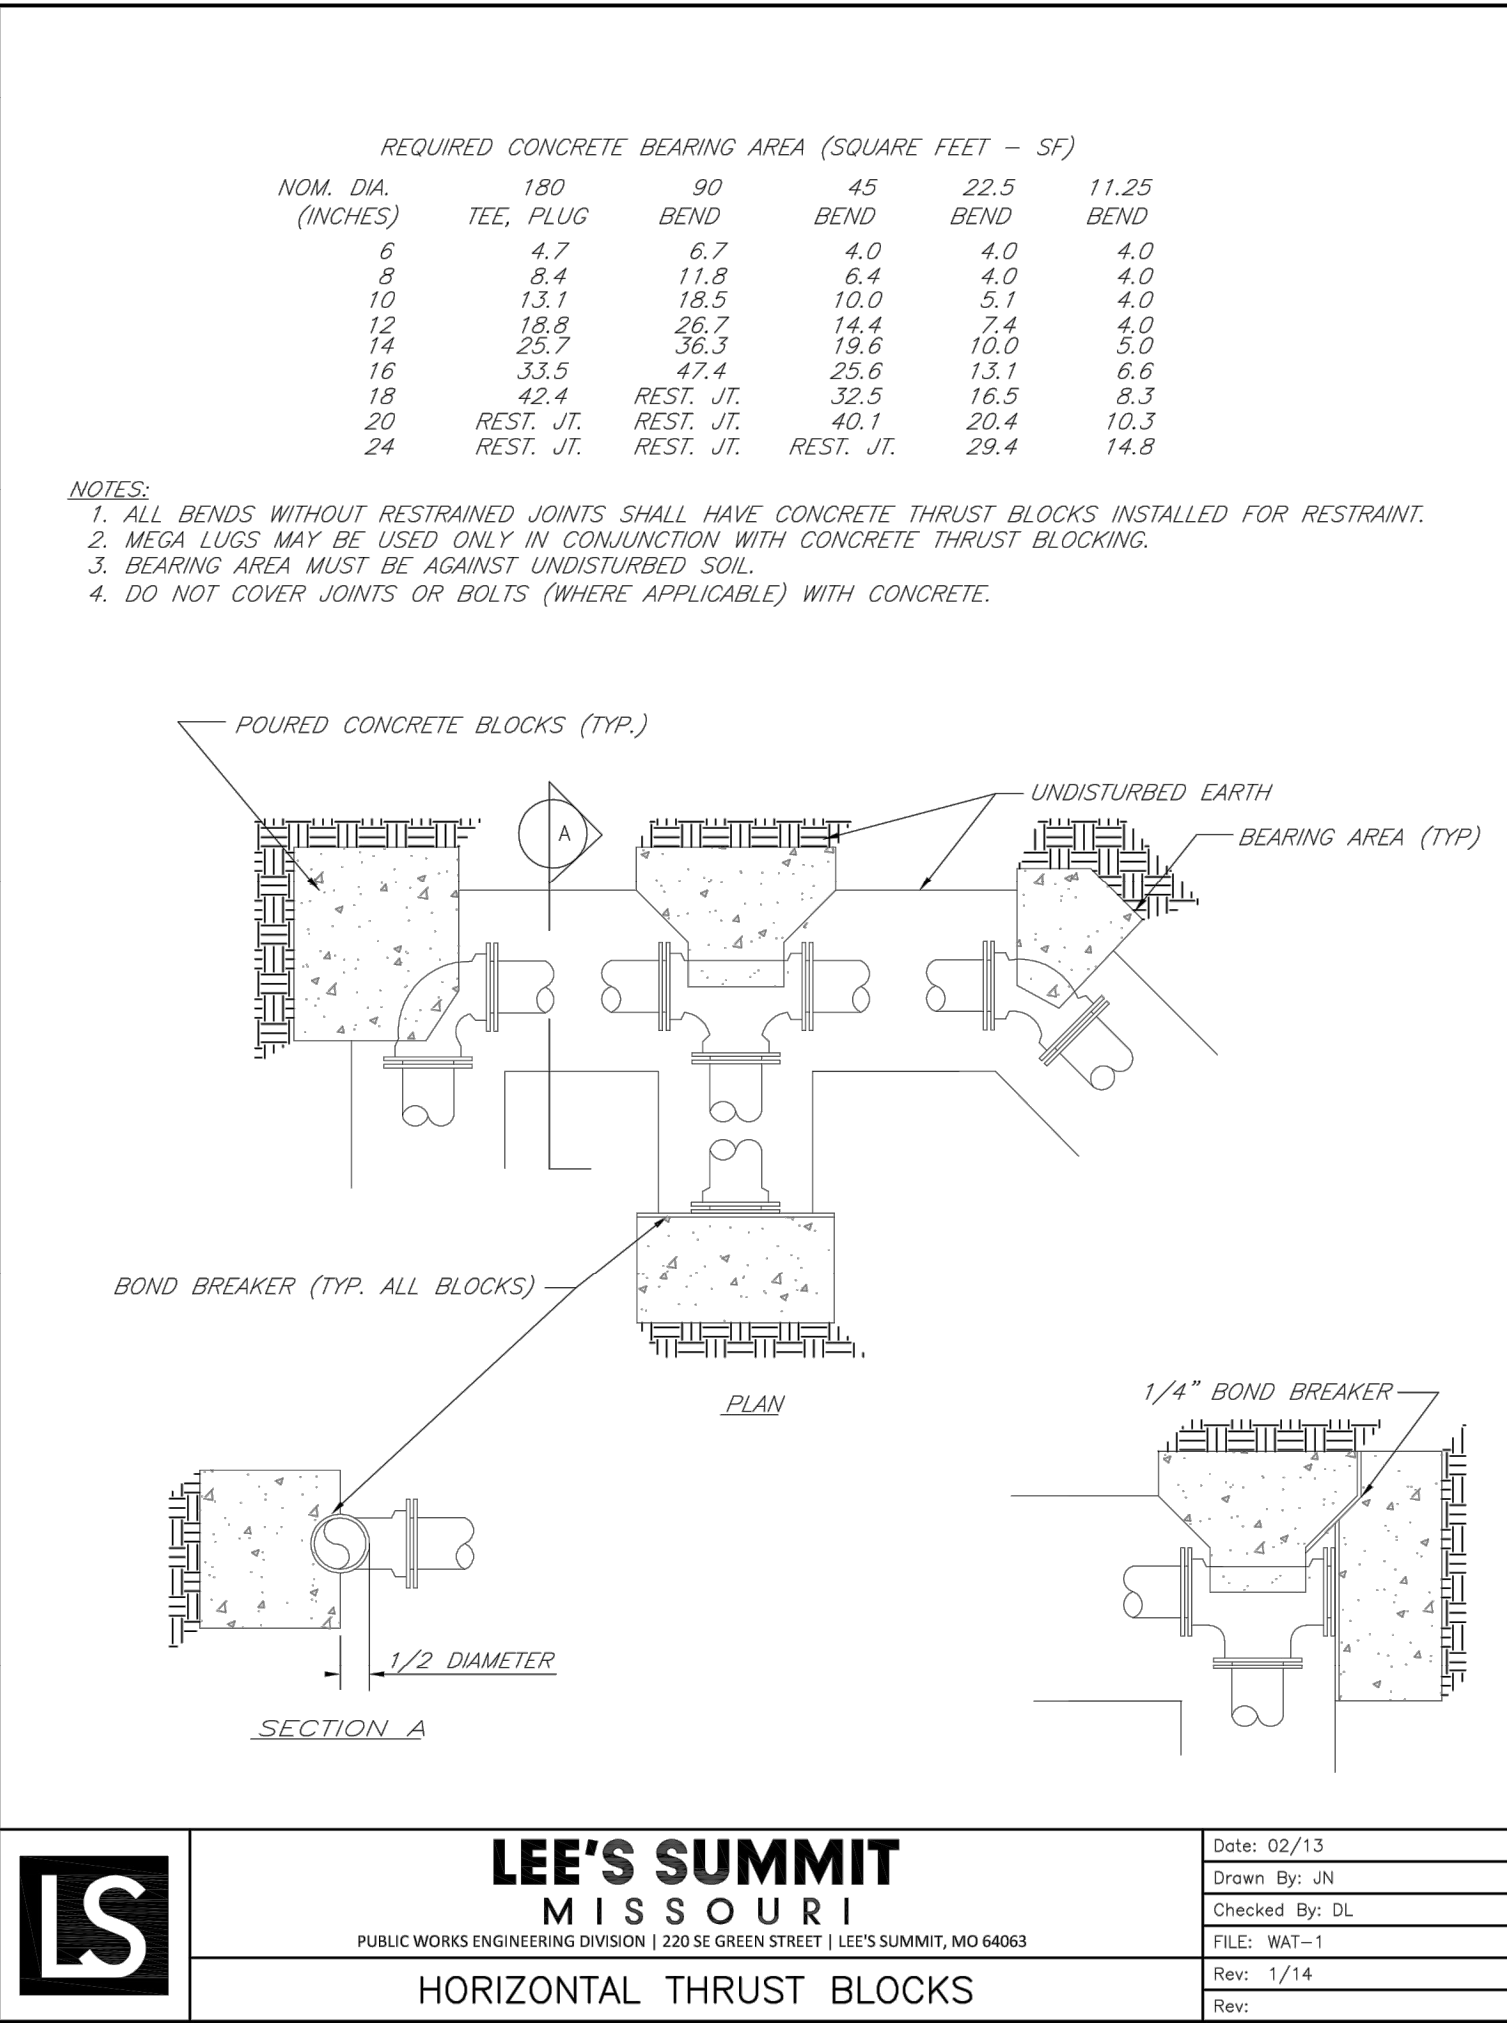 REQUIRED CONCRETE BEARING AREA (SQUARE FEET – SF)
NOM. DIA. 180 90 45 22.5 11.25
(INCHES) TEE, PLUG BEND BEND BEND BEND
6 4.7 6.7 4.0 4.0 4.0
8 8.4 11.8 6.4 4.0 4.0
10 13.1 18.5 10.0 5.1 4.0
12 18.8 26.7 14.4 7.4 4.0
14 25.7 36.3 19.6 10.0 5.0
16 33.5 47.4 25.6 13.1 6.6
18 42.4 REST. JT. 32.5 16.5 8.3
20 REST. JT. REST. JT. 40.1 20.4 10.3
24 REST. JT. REST. JT. REST. JT. 29.4 14.8
NOTES:
1. ALL BENDS WITHOUT RESTRAINED JOINTS SHALL HAVE CONCRETE THRUST BLOCKS INSTALLED FOR RESTRAINT.
2. MEGA LUGS MAY BE USED ONLY IN CONJUNCTION WITH CONCRETE THRUST BLOCKING.
3. BEARING AREA MUST BE AGAINST UNDISTURBED SOIL.
4. DO NOT COVER JOINTS OR BOLTS (WHERE APPLICABLE) WITH CONCRETE.
POURED CONCRETE BLOCKS (TYP.)
UNDISTURBED EARTH
A
BEARING AREA (TYP)
BOND BREAKER (TYP. ALL BLOCKS)
PLAN
1/4" BOND BREAKER
1/2 DIAMETER
SECTION A
LS
LEE'S SUMMIT
MISSOURI
PUBLIC WORKS ENGINEERING DIVISION | 220 SE GREEN STREET | LEE'S SUMMIT, MO 64063
HORIZONTAL THRUST BLOCKS
Date: 02/13
Drawn By: JN
Checked By: DL
FILE: WAT-1
Rev: 1/14
Rev: